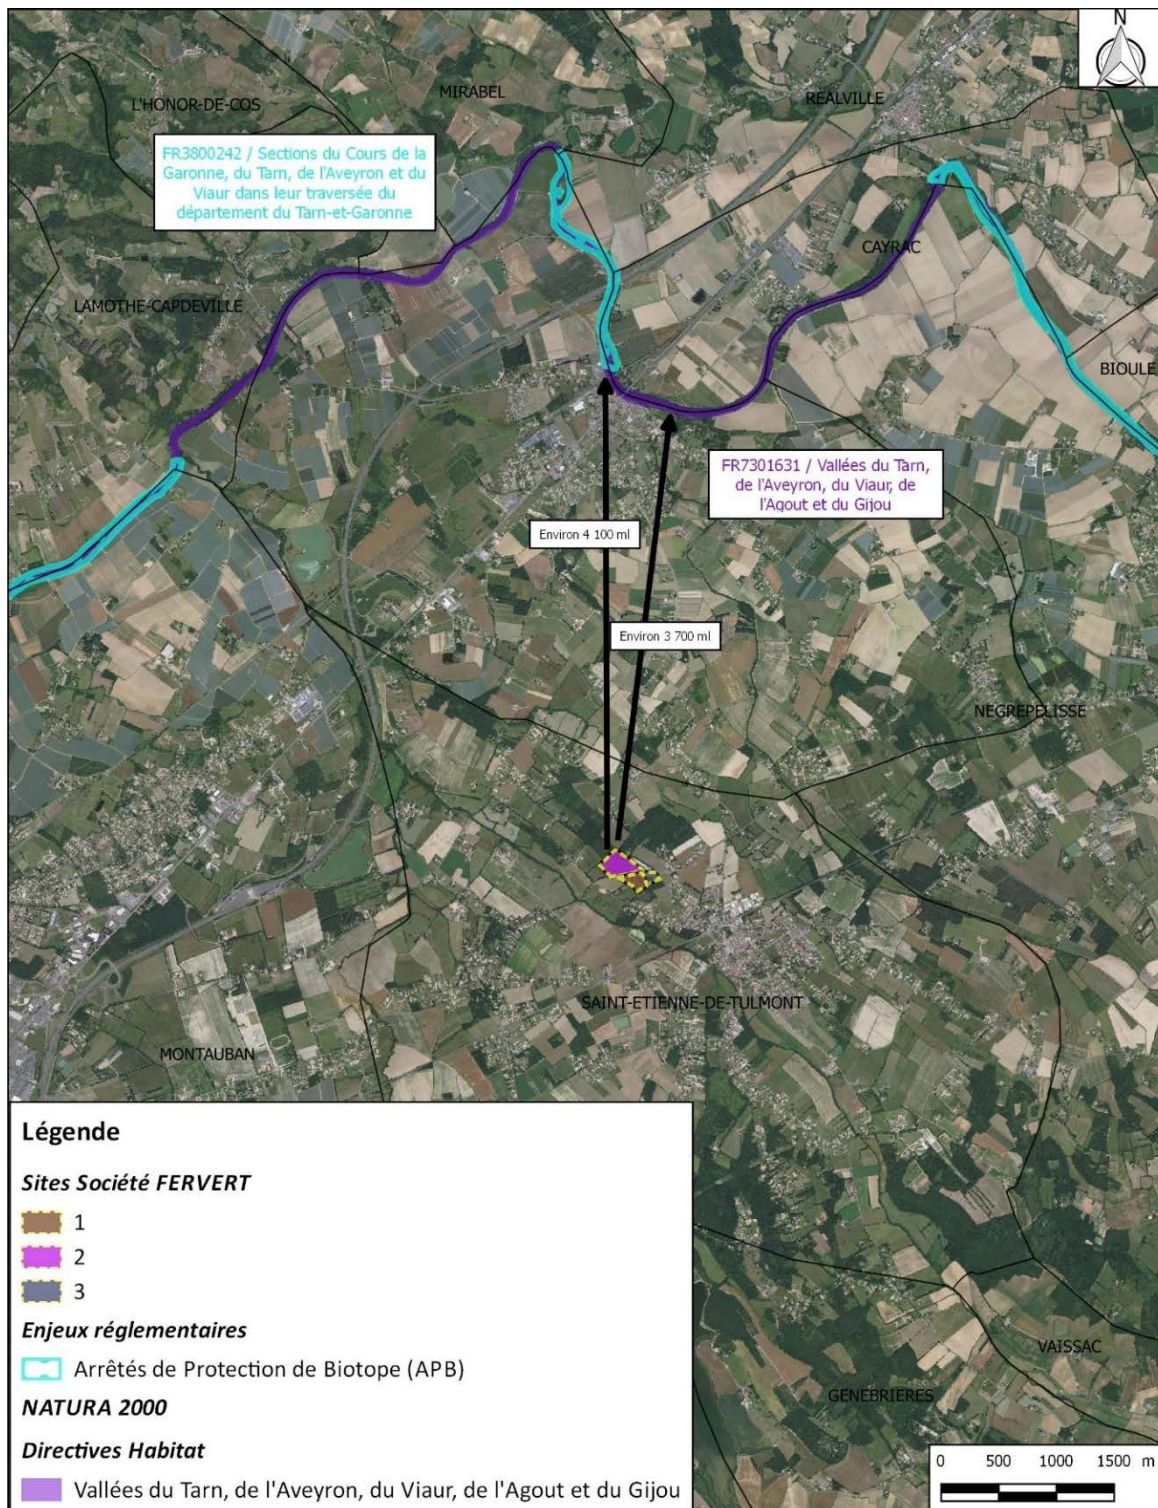 N
L'HONOR-DE-COS
MIRABEL
REALVILLE
FR3800242 / Sections du Cours de la
Garonne, du Tarn, de l'Aveyron et du
Viaur dans leur traversée du
département du Tarn-et-Garonne
CAYRAC
LAMOTHE-CAPDEVILLE
BIOULE
FR7301631 / Vallées du Tarn,
de l'Aveyron, du Viaur, de
l'Agout et du Gijou
Environ 4 100 ml
Environ 3 700 ml
NEGREPELISSE
SAINT-ETIENNE-DE-TULMONT
MONTAUBAN
Légende
Sites Société FERVERT
1
2
3
Enjeux réglementaires
Arrêtés de Protection de Biotope (APB)
NATURA 2000
Directives Habitat
Vallées du Tarn, de l'Aveyron, du Viaur, de l'Agout et du Gijou
VAISSAC
GENEBRIERES
0 500 1000 1500 m